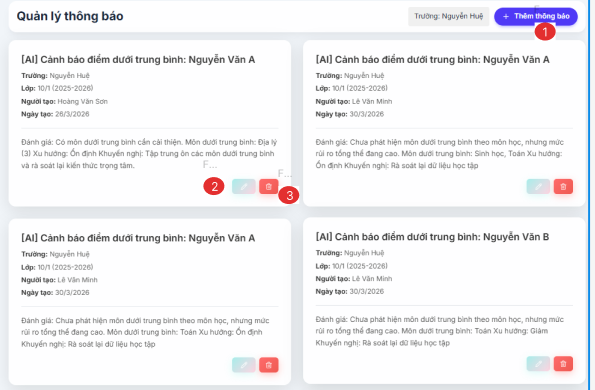 Quản lý thông báo
Trường: Nguyễn Huệ
+ Thêm thông báo
F...
1
[AI] Cảnh báo điểm dưới trung bình: Nguyễn Văn A
Trường: Nguyễn Huệ
Lớp: 10/1 (2025-2026)
Người tạo: Hoàng Văn Sơn
Ngày tạo: 26/3/2026
Đánh giá: Có môn dưới trung bình cần cải thiện. Môn dưới trung bình: Địa lý
(3) Xu hướng: Ổn định Khuyến nghị: Tập trung ôn các môn dưới trung bình
và rà soát lại kiến thức trọng tâm.
F...
F...
2
3
[AI] Cảnh báo điểm dưới trung bình: Nguyễn Văn A
Trường: Nguyễn Huệ
Lớp: 10/1 (2025-2026)
Người tạo: Lê Văn Minh
Ngày tạo: 30/3/2026
Đánh giá: Chưa phát hiện môn dưới trung bình theo môn học, nhưng mức
rủi ro tổng thể đang cao. Môn dưới trung bình: Sinh học, Toán Xu hướng:
Ổn định Khuyến nghị: Rà soát lại dữ liệu học tập
[AI] Cảnh báo điểm dưới trung bình: Nguyễn Văn A
Trường: Nguyễn Huệ
Lớp: 10/1 (2025-2026)
Người tạo: Lê Văn Minh
Ngày tạo: 30/3/2026
Đánh giá: Chưa phát hiện môn dưới trung bình theo môn học, nhưng mức
rủi ro tổng thể đang cao. Môn dưới trung bình: Toán Xu hướng: Ổn định
Khuyến nghị: Rà soát lại dữ liệu học tập
[AI] Cảnh báo điểm dưới trung bình: Nguyễn Văn B
Trường: Nguyễn Huệ
Lớp: 10/1 (2025-2026)
Người tạo: Lê Văn Minh
Ngày tạo: 30/3/2026
Đánh giá: Chưa phát hiện môn dưới trung bình theo môn học, nhưng mức
rủi ro tổng thể đang cao. Môn dưới trung bình: Toán Xu hướng: Giảm
Khuyến nghị: Rà soát lại dữ liệu học tập